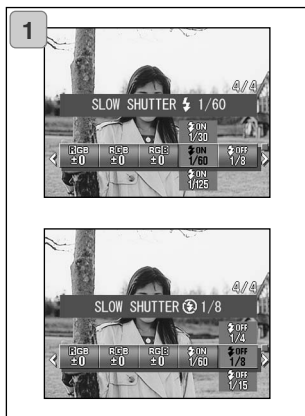 1
4/4
SLOW SHUTTER 1/60
ON
1/30
RGB RGB RGB ON OFF
±0 ±0 ±0 1/60 1/8
ON
1/125
4/4
SLOW SHUTTER 1/8
OFF
1/4
RGB RGB RGB ON OFF
±0 ±0 ±0 1/60 1/8
OFF
1/15